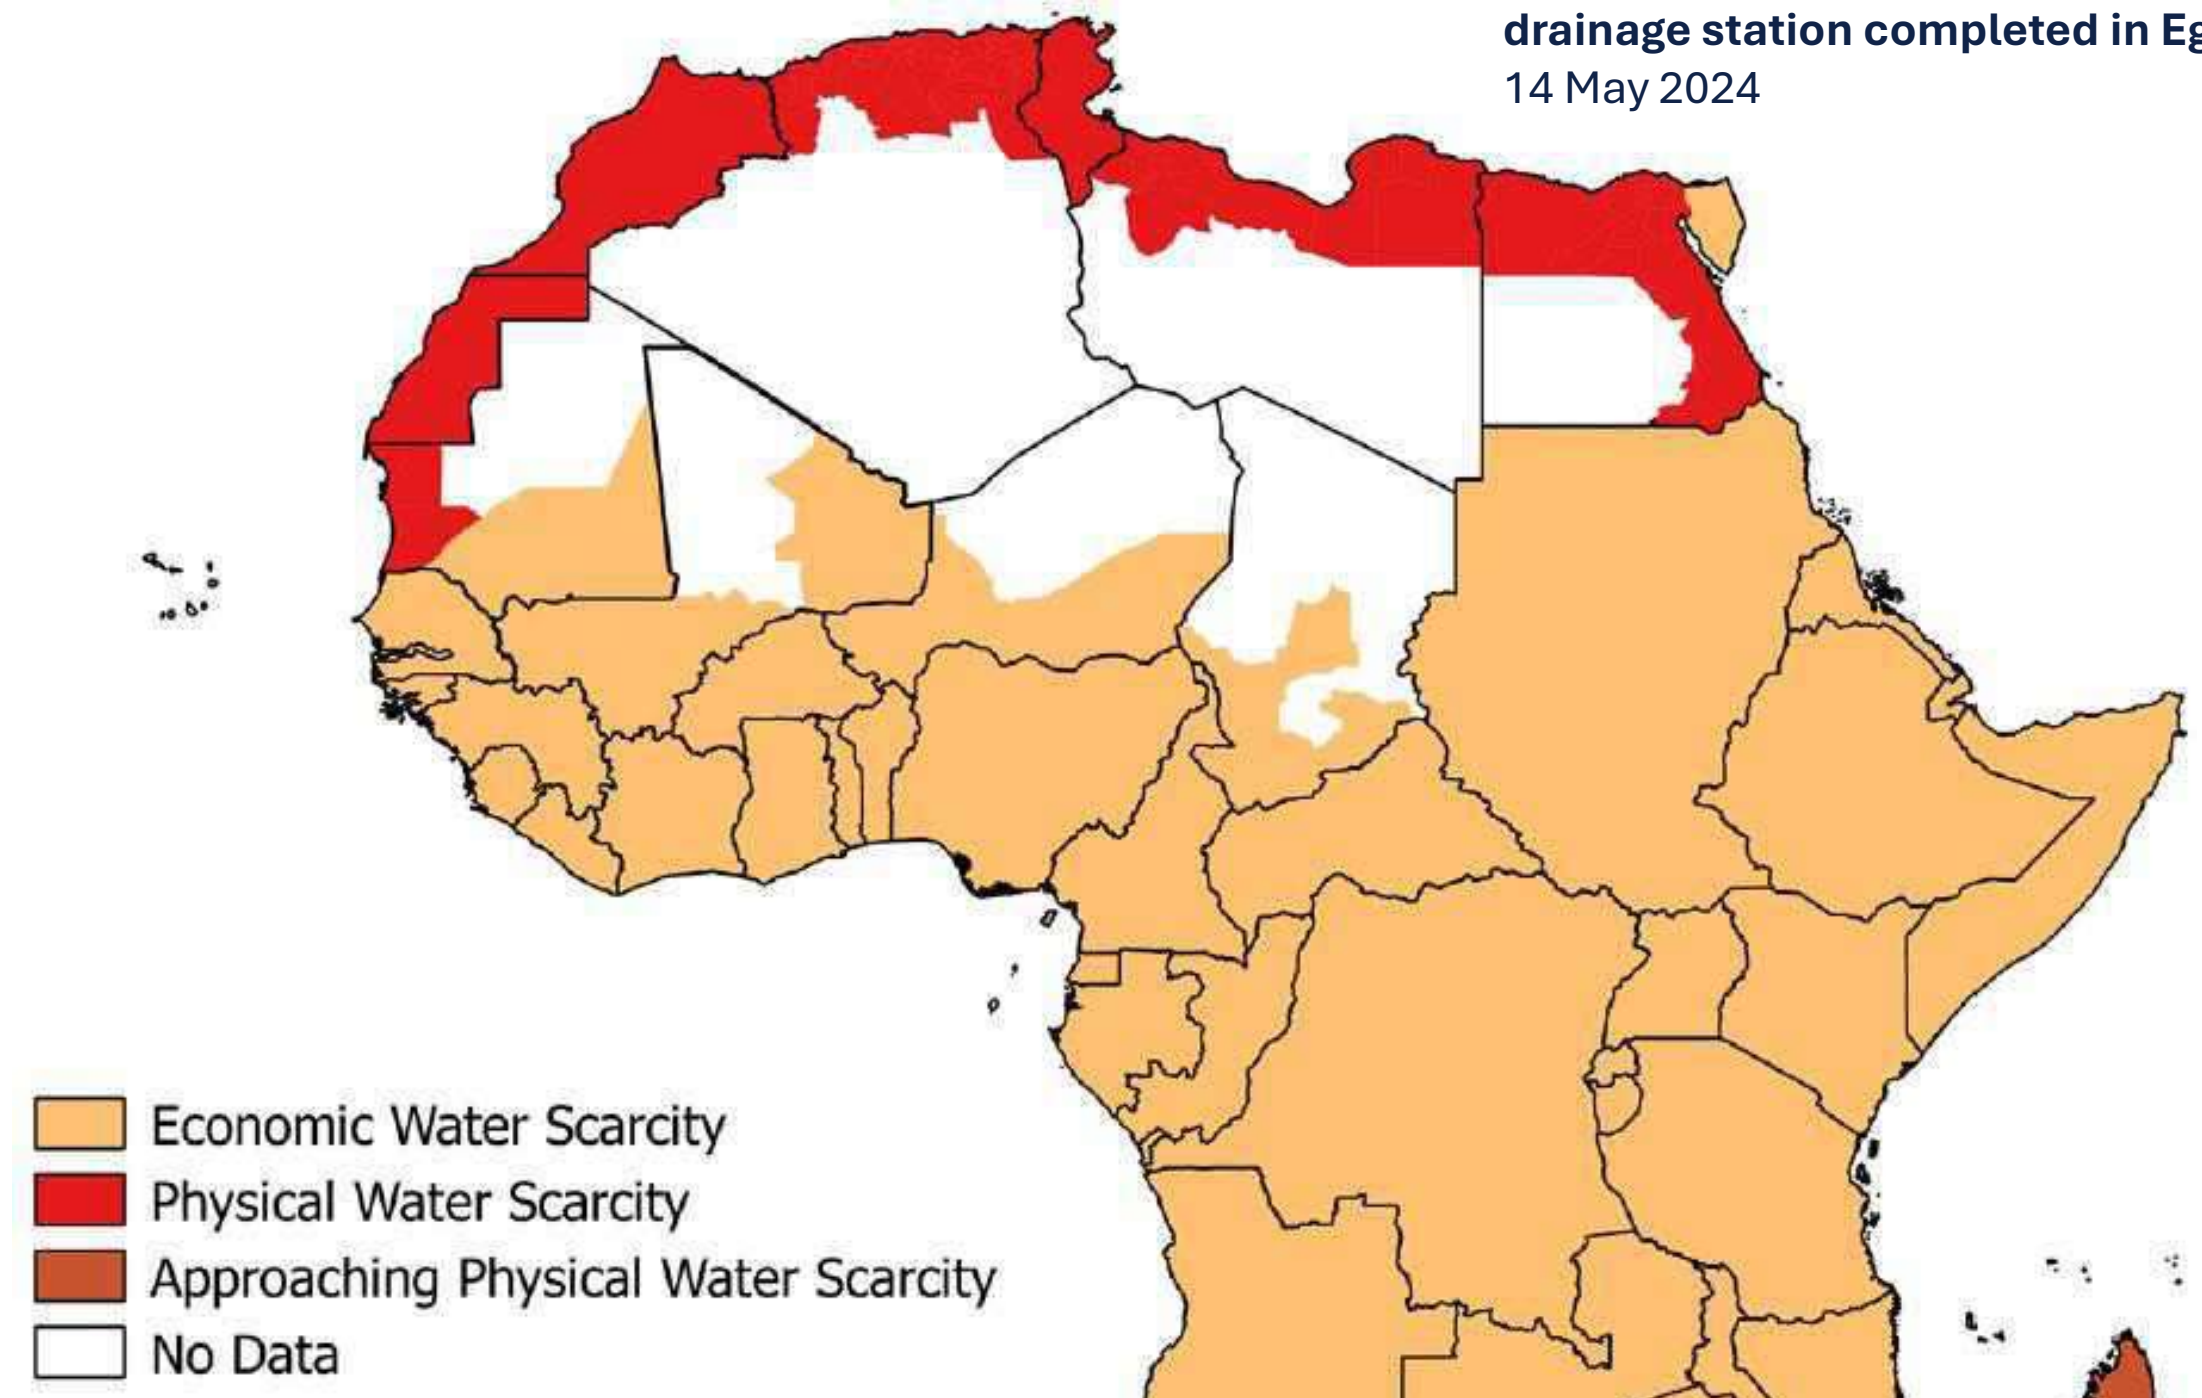 drainage station completed in Eg
14 May 2024
Economic Water Scarcity
Physical Water Scarcity
Approaching Physical Water Scarcity
No Data